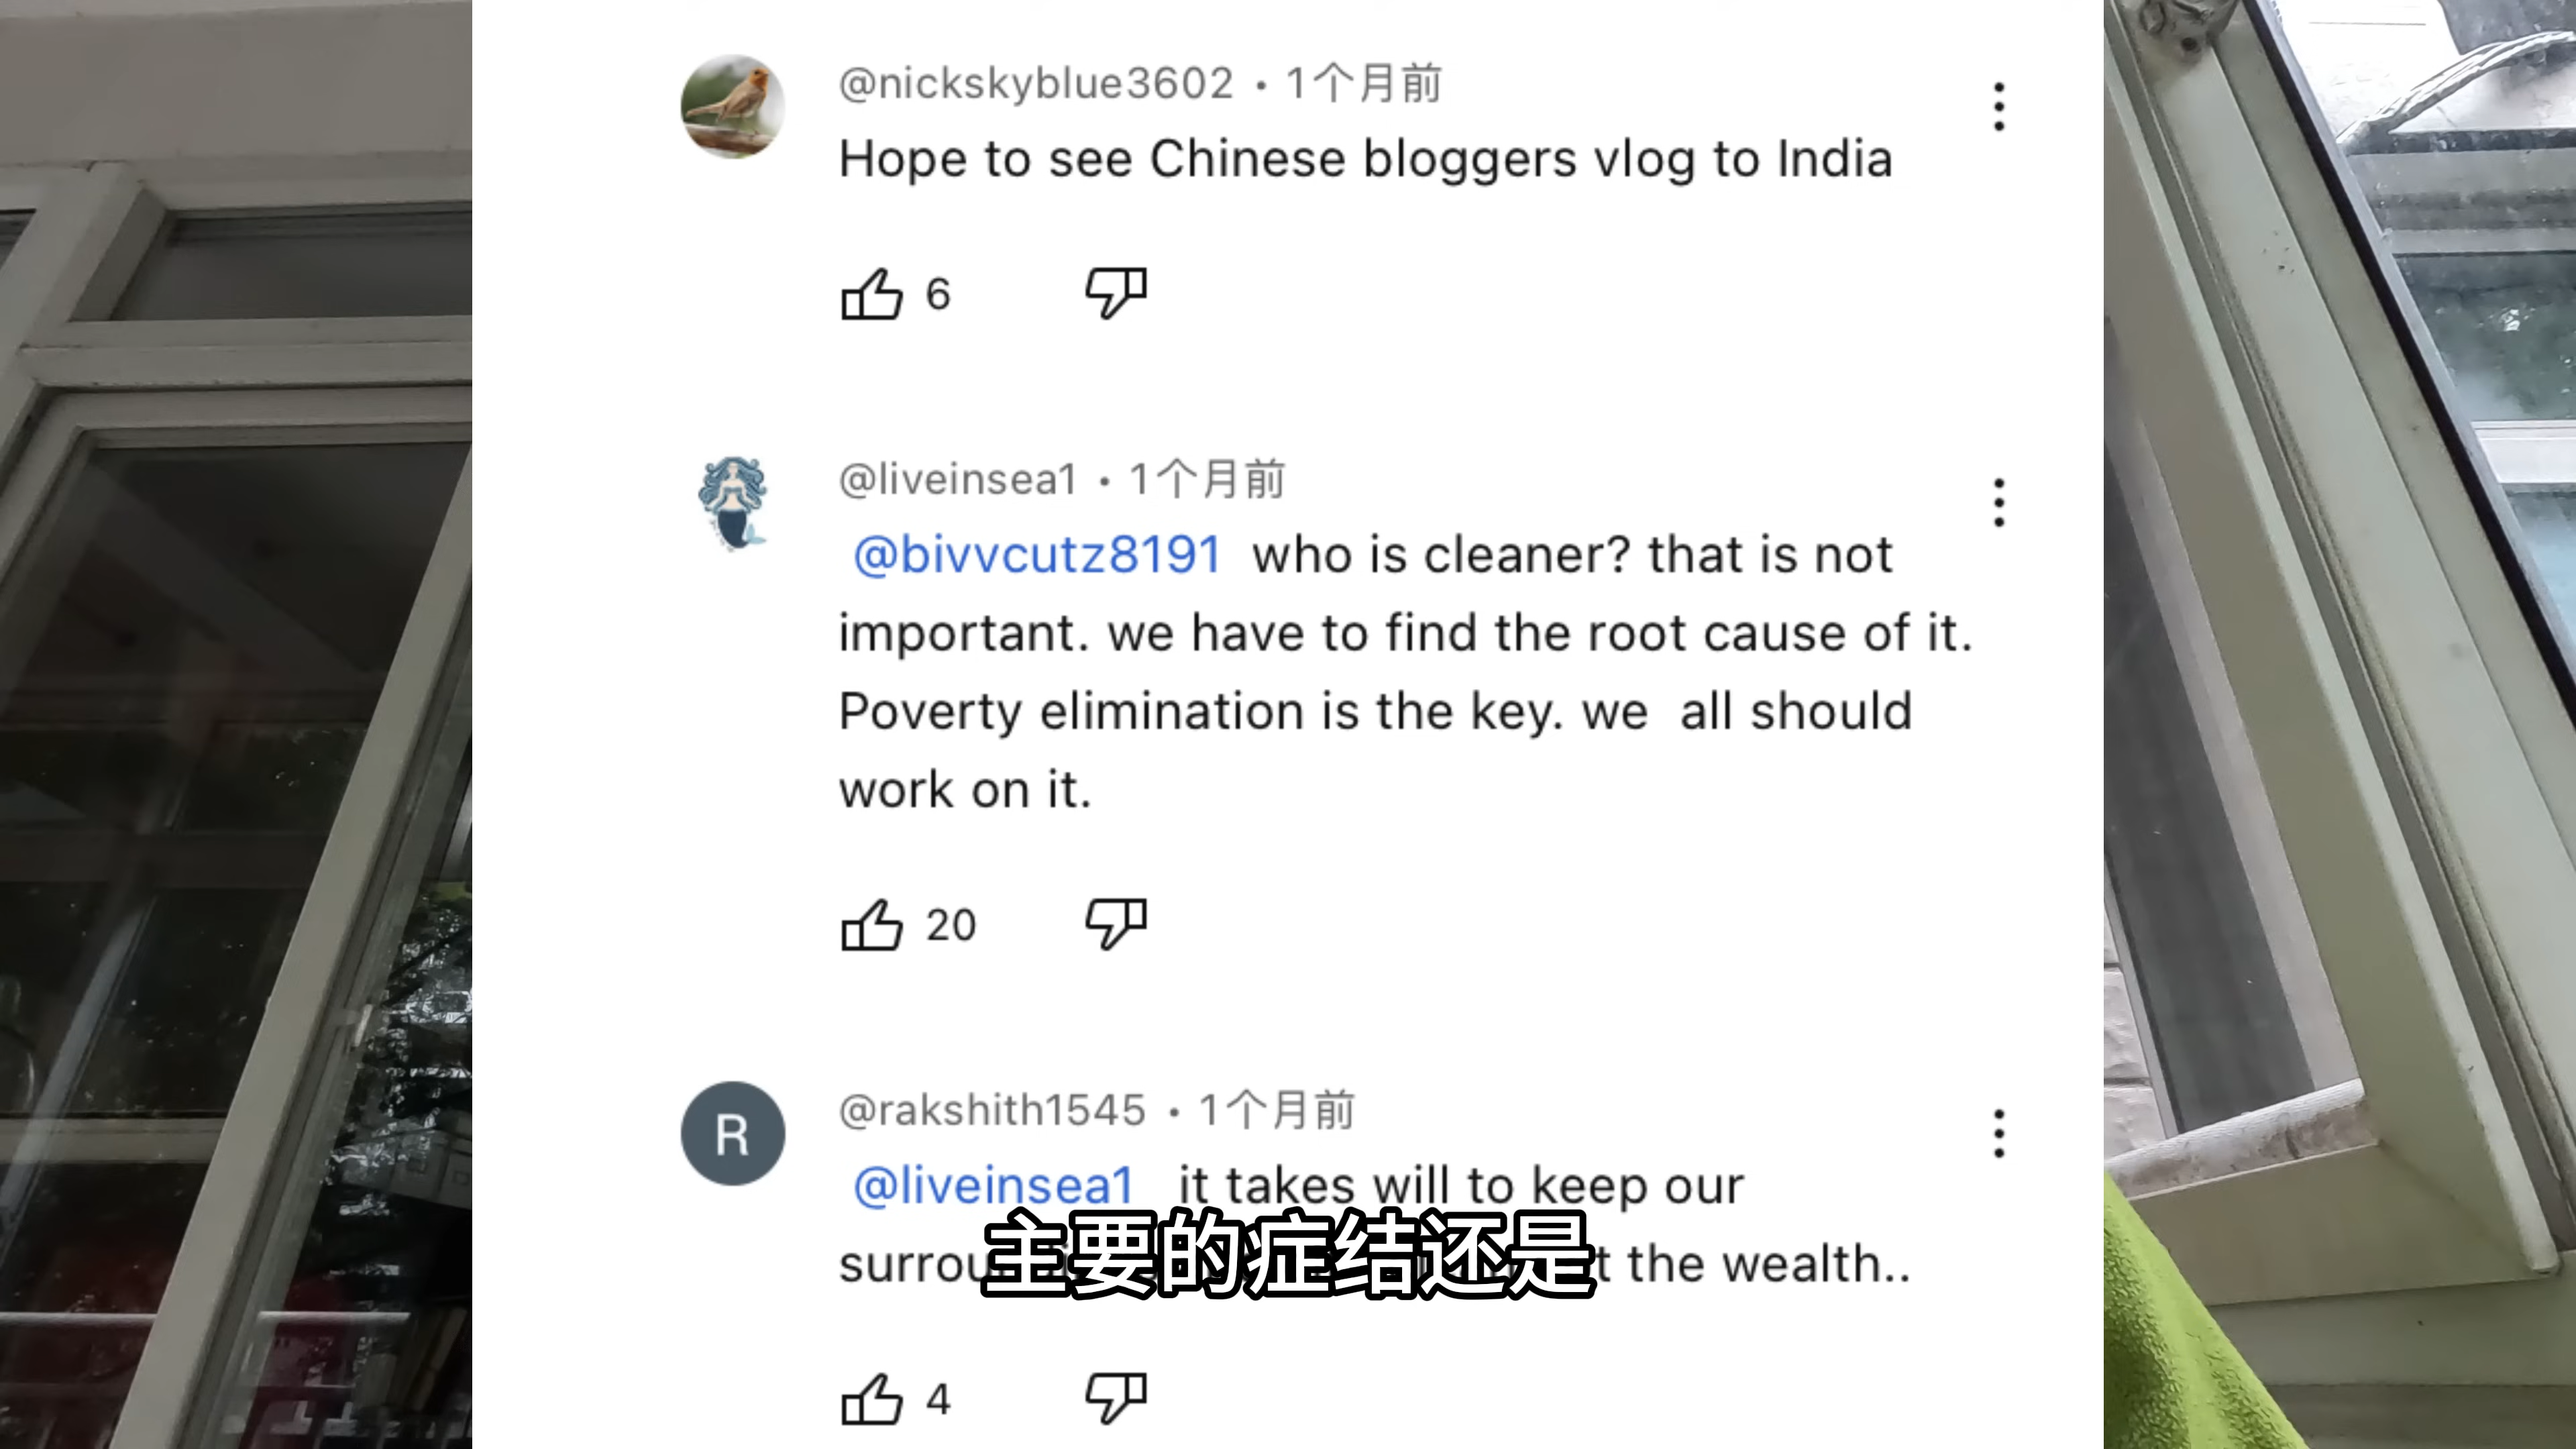 @nickskyblue3602 • 1个月前
Hope to see Chinese bloggers vlog to India
6
@liveinsea1 • 1个月前
@bivvcutz8191 who is cleaner? that is not
important. we have to find the root cause of it.
Poverty elimination is the key. we all should
work on it.
20
R
@rakshith1545 • 1个月前
@liveinsea1 it takes will to keep our
the wealth..
主要的症结还是
4